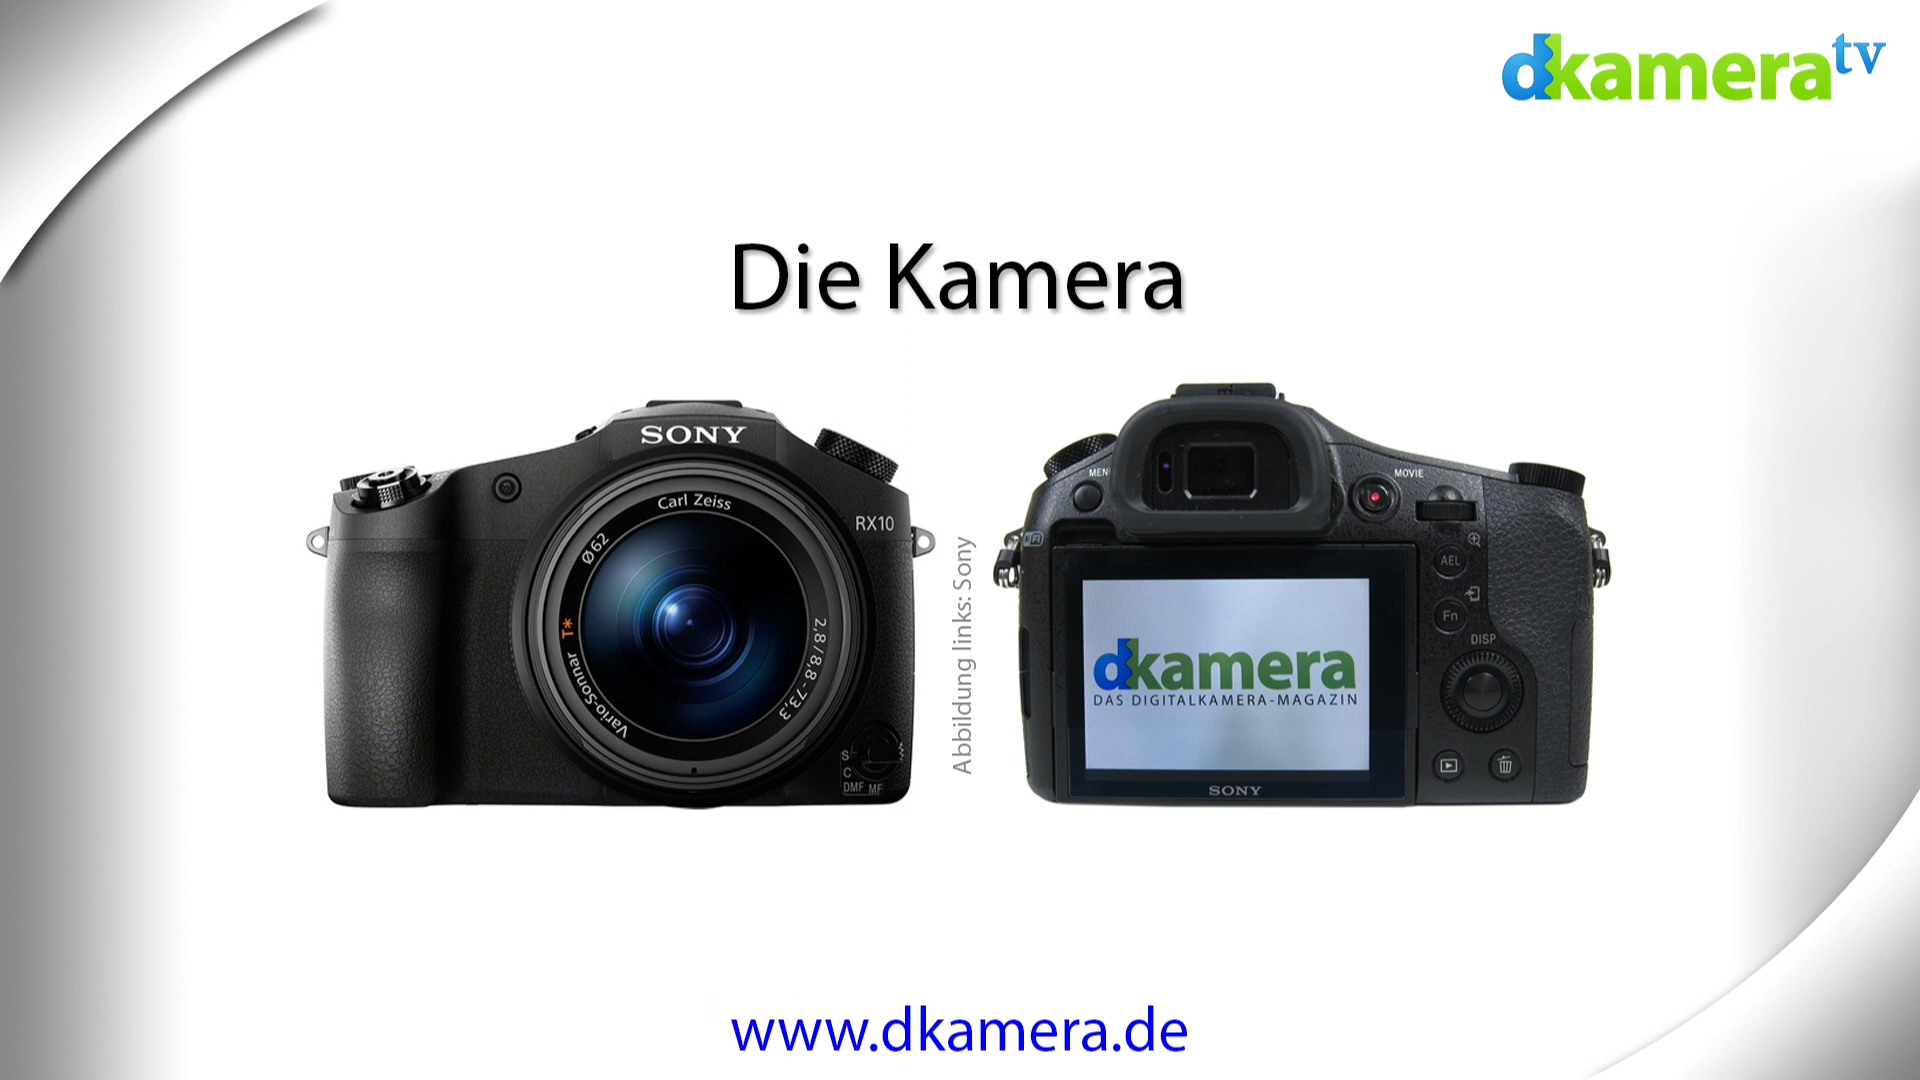 dkameratv
Die Kamera
SONY
Carl Zeiss
Ø62
RX10
T*
Vario-Sonnar
2,8/8,8-73,3
S
C
DMF MF
Abbildung links: Sony
MEN
MOVIE
AEL
Fn
DISP
dkamera
DAS DIGITALKAMERA-MAGAZIN
SONY
www.dkamera.de